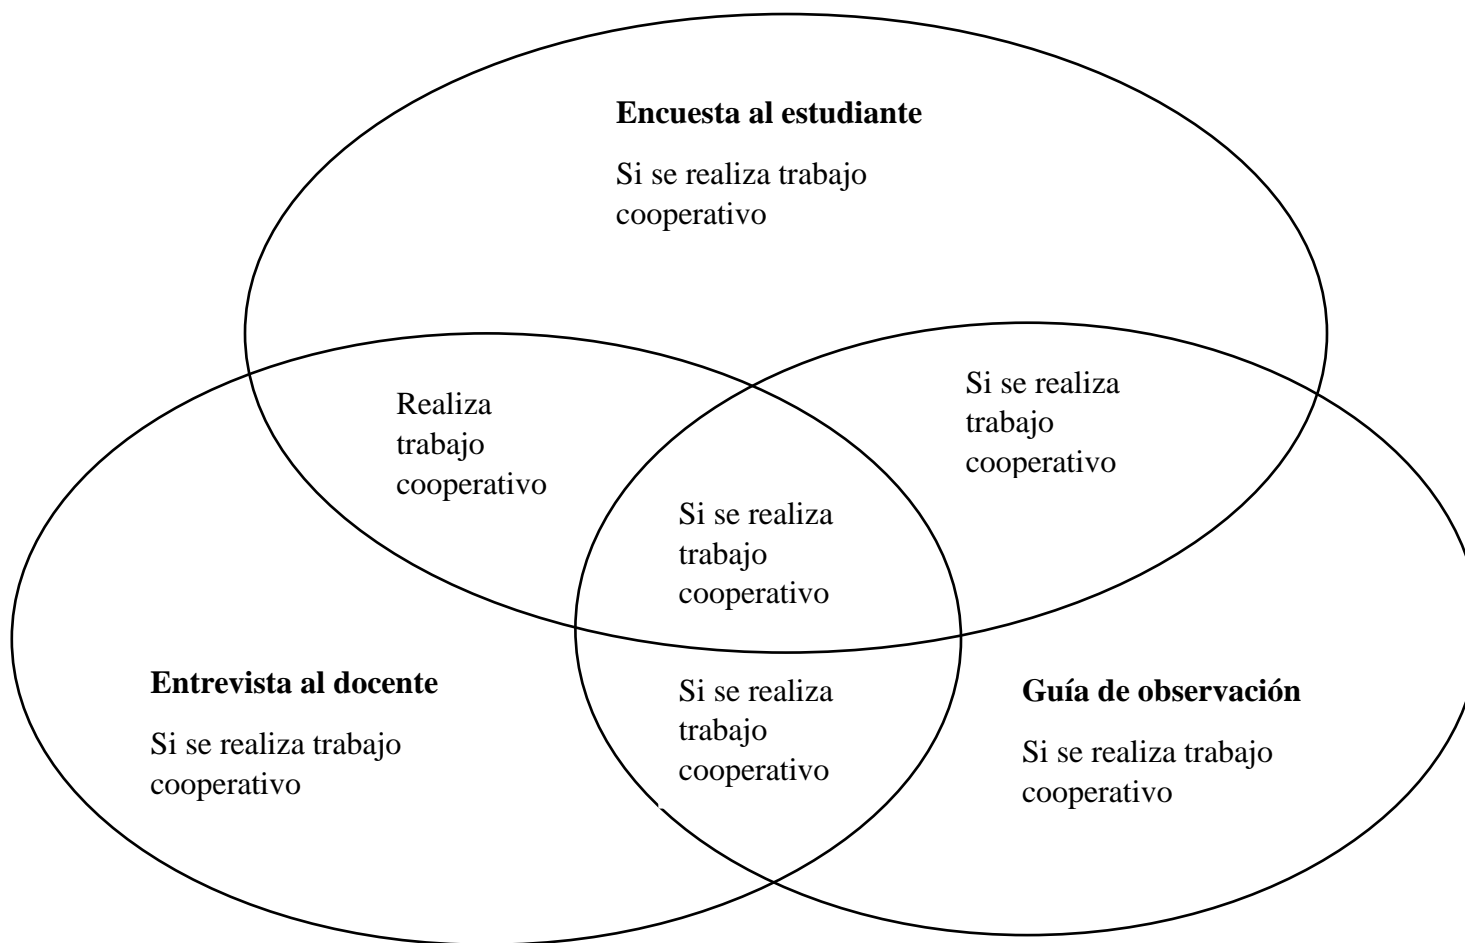 Encuesta al estudiante
Si se realiza trabajo
cooperativo
Realiza
trabajo
cooperativo
Si se realiza
trabajo
cooperativo
Si se realiza
trabajo
cooperativo
Entrevista al docente
Si se realiza trabajo
cooperativo
Si se realiza
trabajo
cooperativo
Guía de observación
Si se realiza trabajo
cooperativo